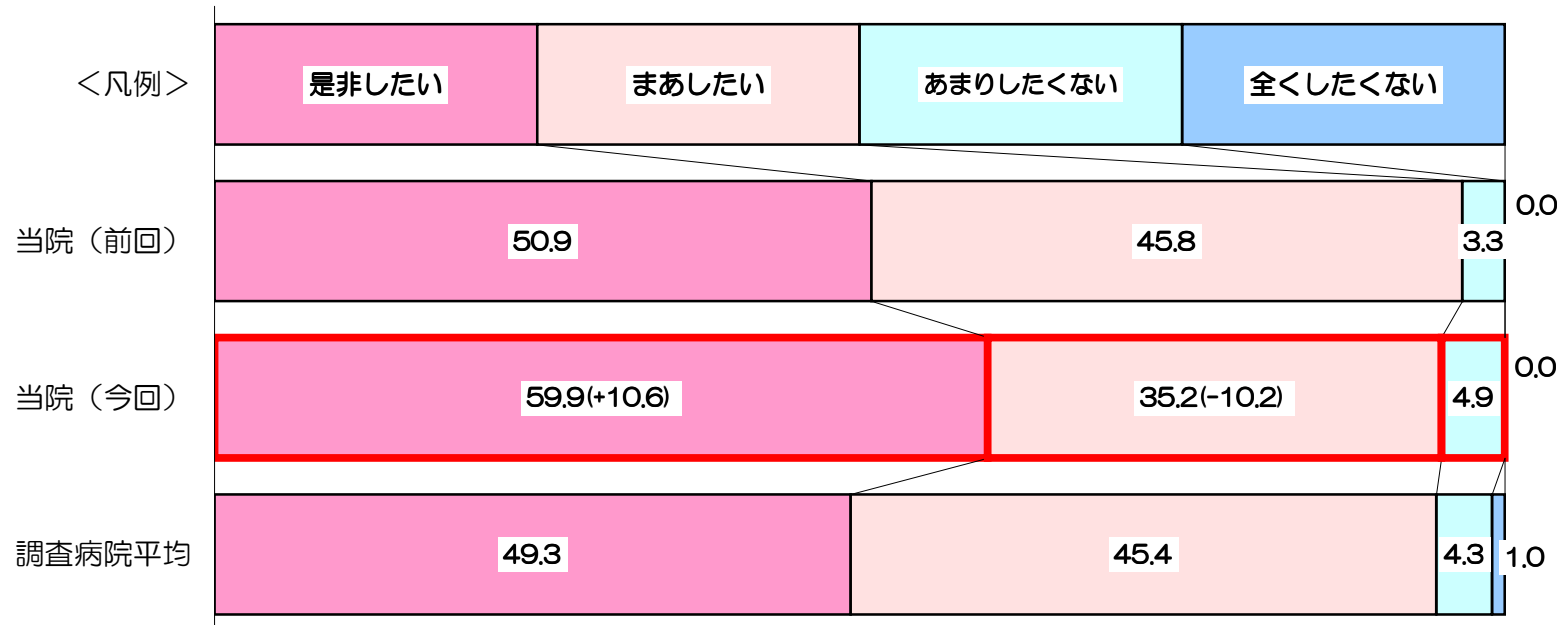 ＜凡例＞ 是非したい まあしたい あまりしたくない 全くしたくない
当院（前回） 50.9 45.8 3.3 0.0
当院（今回） 59.9(+10.6) 35.2(-10.2) 4.9 0.0
調査病院平均 49.3 45.4 4.3 1.0